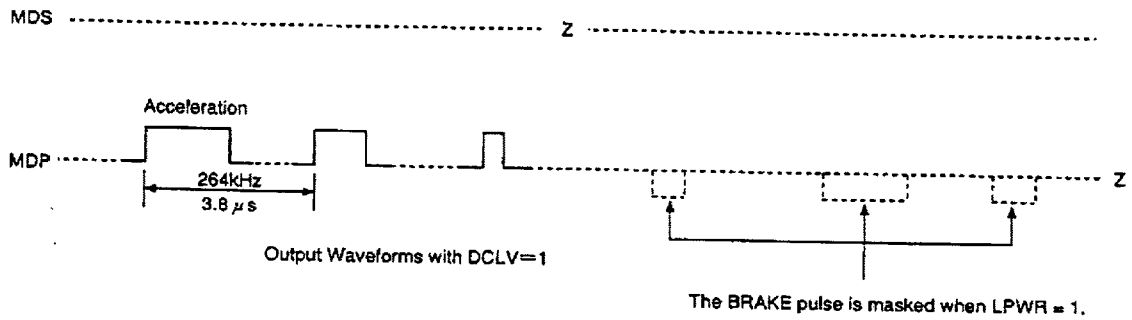 MDS
Z
Acceleration
MDP
264kHz
Z
3.8 μs
Output Waveforms with DCLV=1
The BRAKE pulse is masked when LPWR = 1.